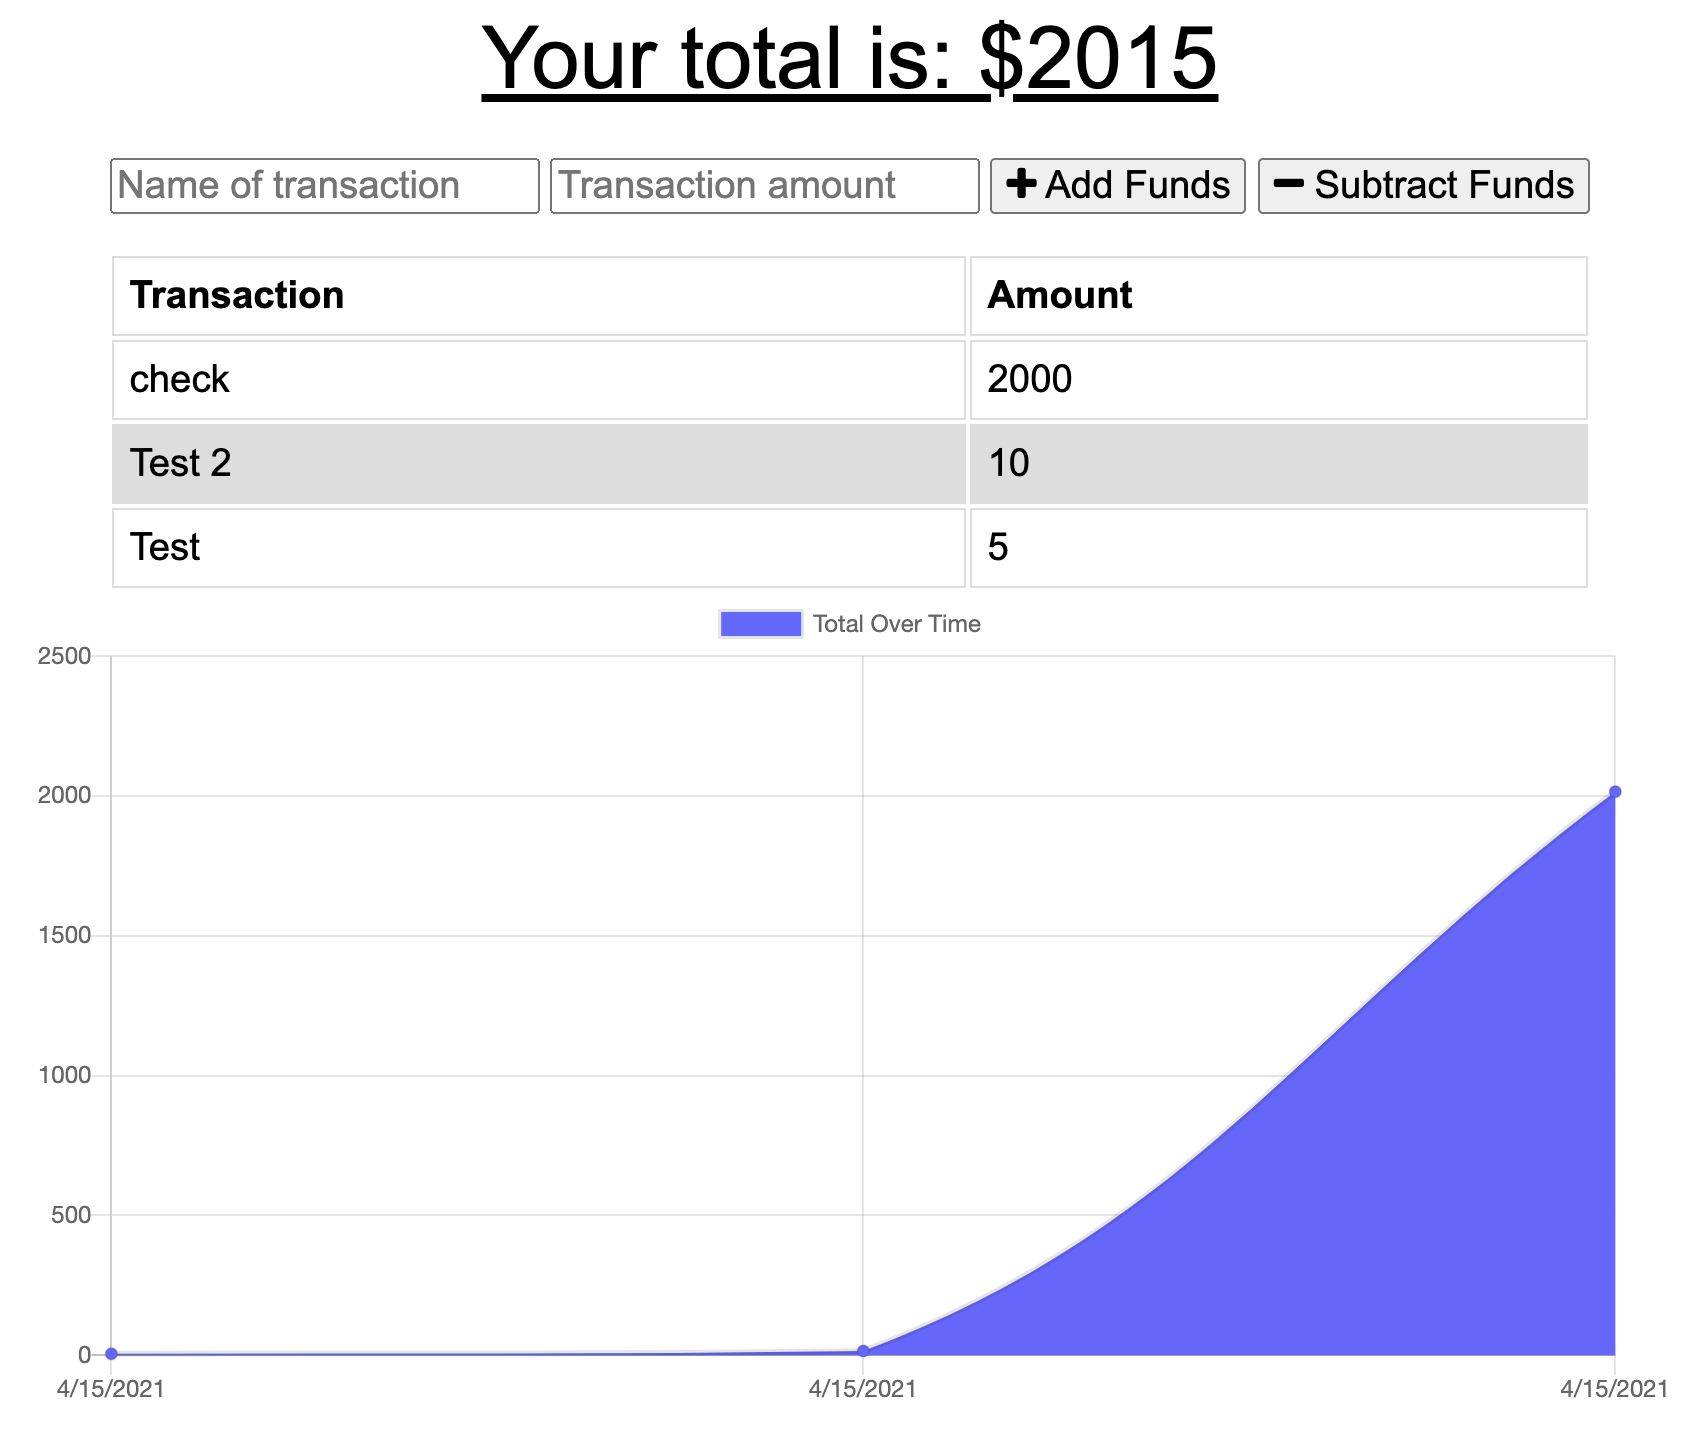 Your total is: $2015
Name of transaction Transaction amount Add Funds Subtract Funds
Transaction Amount
check 2000
Test 2 10
Test 5
Total Over Time
2500
2000
1500
1000
500
0
4/15/2021 4/15/2021 4/15/2021